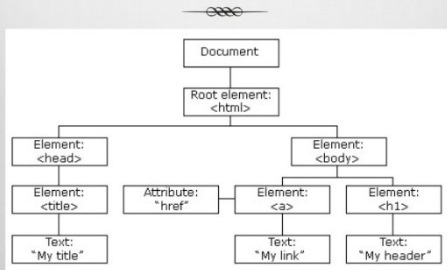 Document
Root element:
<html>
Element:
<head>
Element:
<body>
Element:
<title>
Attribute:
"href"
Element:
<a>
Element:
<h1>
Text:
"My title"
Text:
"My link"
Text:
"My header"